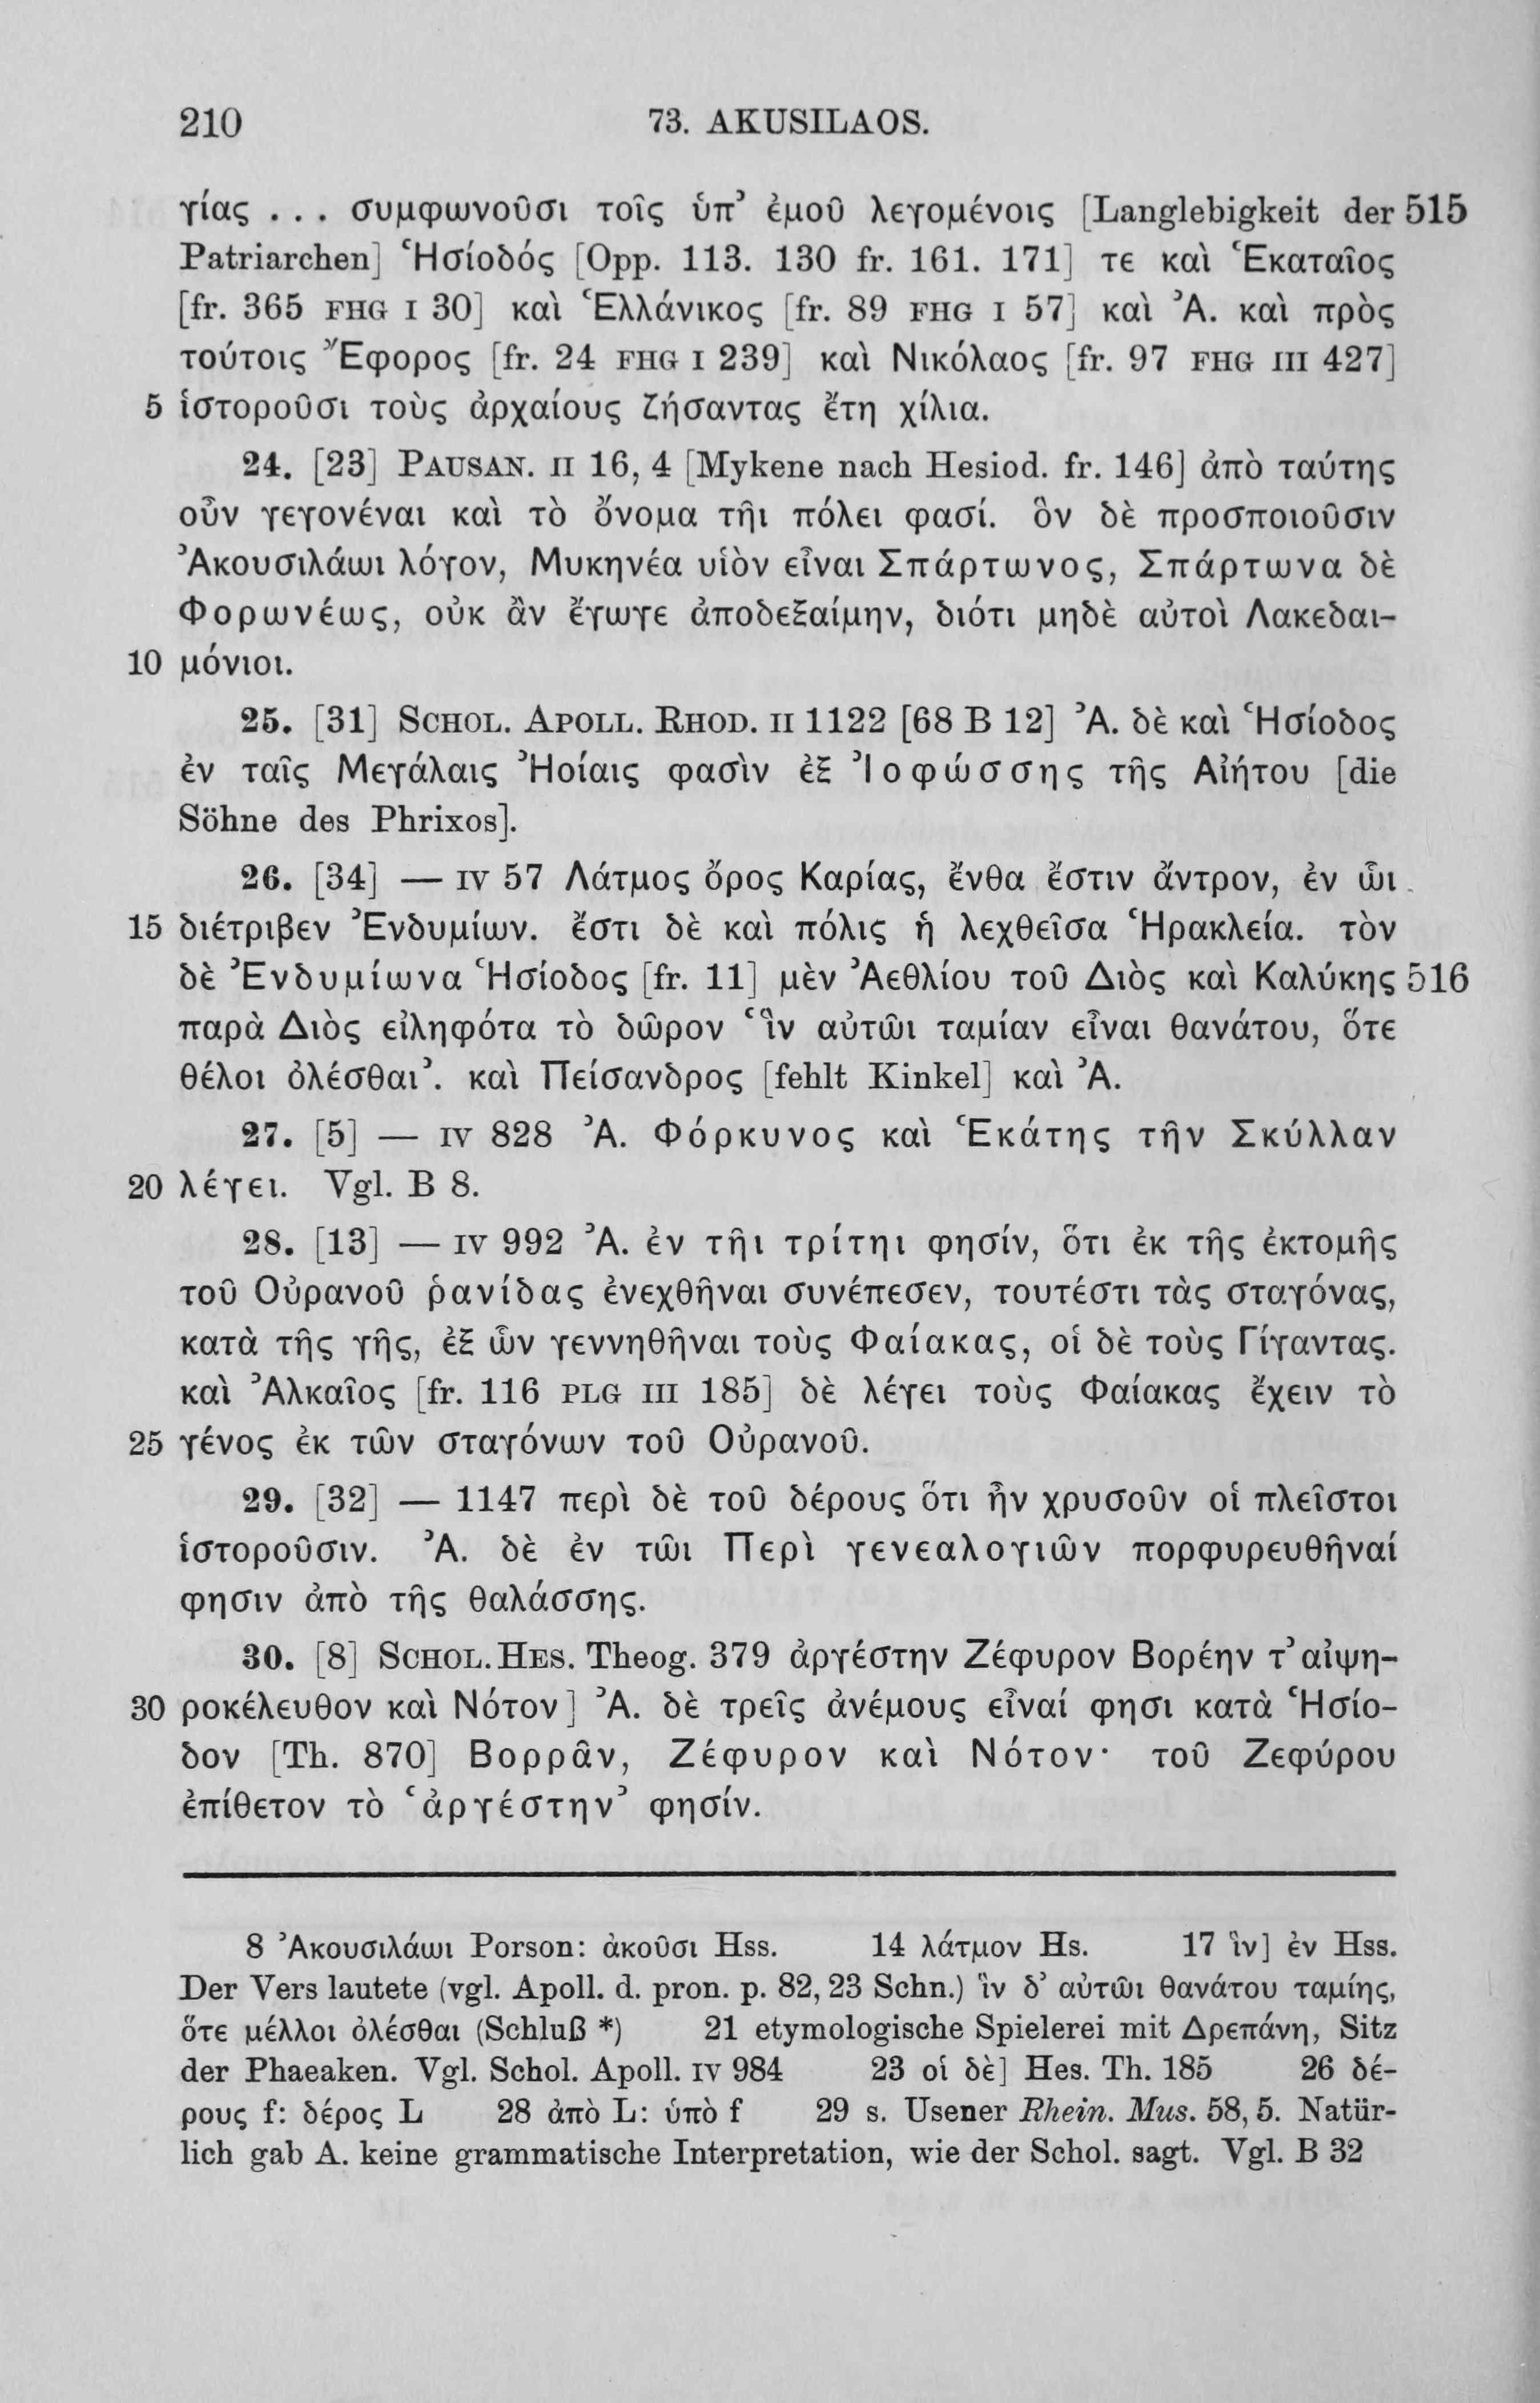 210 73. AKUSILAOS.
γίας . . . συμφωνοῦσι τοῖς ὑπ’ ἐμοῦ λεγομένοις [Langlebigkeit der 515
Patriarchen] Ἡσίοδός [Opp. 113. 130 fr. 161. 171] τε καὶ Ἑκαταῖος
[fr. 365 FHG I 30] καὶ Ἑλλάνικος [fr. 89 FHG I 57] καὶ Ἀ. καὶ πρὸς
τούτοις Ἔφορος [fr. 24 FHG I 239] καὶ Νικόλαος [fr. 97 FHG III 427]
5 ἱστοροῦσι τοὺς ἀρχαίους ζήσαντας ἔτη χίλια.
24. [23] PAUSAN. II 16, 4 [Mykene nach Hesiod. fr. 146] ἀπὸ ταύτης
οὖν γεγονέναι καὶ τὸ ὄνομα τῆι πόλει φασί. ὃν δὲ προσποιοῦσιν
Ἀκουσιλάωι λόγον, Μυκηνέα υἱὸν εἶναι Σπάρτωνος, Σπάρτωνα δὲ
Φορωνέως, οὐκ ἂν ἔγωγε ἀποδεξαίμην, διότι μηδὲ αὐτοὶ Λακεδαι-
10 μόνιοι.
25. [31] SCHOL. APOLL. RHOD. II 1122 [68 B 12] Ἀ. δὲ καὶ Ἡσίοδος
ἐν ταῖς Μεγάλαις Ἠοίαις φασὶν ἐξ Ἰοφώσσης τῆς Αἰήτου [die
Söhne des Phrixos].
26. [34] — IV 57 Λάτμος ὄρος Καρίας, ἔνθα ἔστιν ἄντρον, ἐν ὧι
15 διέτριβεν Ἐνδυμίων. ἔστι δὲ καὶ πόλις ἡ λεχθεῖσα Ἡρακλεία. τὸν
δὲ Ἐνδυμίωνα Ἡσίοδος [fr. 11] μὲν Ἀεθλίου τοῦ Διὸς καὶ Καλύκης 516
παρὰ Διὸς εἰληφότα τὸ δῶρον ‘ἲν αὐτῶι ταμίαν εἶναι θανάτου, ὅτε
θέλοι ὀλέσθαι’. καὶ Πείσανδρος [fehlt Kinkel] καὶ Ἀ.
27. [5] — IV 828 Ἀ. Φόρκυνος καὶ Ἑκάτης τὴν Σκύλλαν
20 λέγει. Vgl. B 8.
28. [13] — IV 992 Ἀ. ἐν τῆι τρίτηι φησίν, ὅτι ἐκ τῆς ἐκτομῆς
τοῦ Οὐρανοῦ ῥανίδας ἐνεχθῆναι συνέπεσεν, τουτέστι τὰς σταγόνας,
κατὰ τῆς γῆς, ἐξ ὧν γεννηθῆναι τοὺς Φαίακας, οἱ δὲ τοὺς Γίγαντας.
καὶ Ἀλκαῖος [fr. 116 PLG III 185] δὲ λέγει τοὺς Φαίακας ἔχειν τὸ
25 γένος ἐκ τῶν σταγόνων τοῦ Οὐρανοῦ.
29. [32] — 1147 περὶ δὲ τοῦ δέρους ὅτι ἦν χρυσοῦν οἱ πλεῖστοι
ἱστοροῦσιν. Ἀ. δὲ ἐν τῶι Περὶ γενεαλογιῶν πορφυρευθῆναί
φησιν ἀπὸ τῆς θαλάσσης.
30. [8] SCHOL. HES. Theog. 379 ἀργέστην Ζέφυρον Βορέην τ’ αἰψη-
30 ροκέλευθον καὶ Νότον] Ἀ. δὲ τρεῖς ἀνέμους εἶναί φησι κατὰ Ἡσίο-
δον [Th. 870] Βορρᾶν, Ζέφυρον καὶ Νότον· τοῦ Ζεφύρου
ἐπίθετον τὸ ‘ἀργέστην’ φησίν.
8 Ἀκουσιλάωι Porson: ἀκοῦσι Hss. 14 λάτμον Hs. 17 ἲν] ἐν Hss.
Der Vers lautete (vgl. Apoll. d. pron. p. 82, 23 Schn.) ἲν δ’ αὐτῶι θανάτου ταμίης,
ὅτε μέλλοι ὀλέσθαι (Schluß *) 21 etymologische Spielerei mit Δρεπάνη, Sitz
der Phaeaken. Vgl. Schol. Apoll. IV 984 23 οἱ δὲ] Hes. Th. 185 26 δέ-
ρους f: δέρος L 28 ἀπὸ L: ὑπὸ f 29 s. Usener Rhein. Mus. 58, 5. Natür-
lich gab A. keine grammatische Interpretation, wie der Schol. sagt. Vgl. B 32